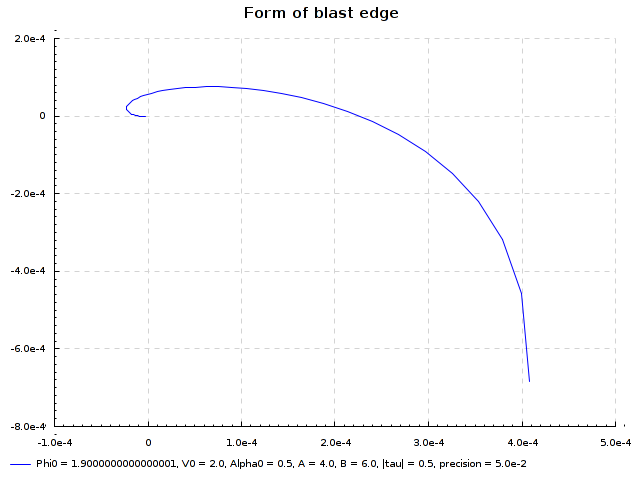 Form of blast edge
2.0e-4
0
-2.0e-4
-4.0e-4
-6.0e-4
-8.0e-4
-1.0e-4 0 1.0e-4 2.0e-4 3.0e-4 4.0e-4 5.0e-4
Phi0 = 1.9000000000000001, V0 = 2.0, Alpha0 = 0.5, A = 4.0, B = 6.0, |tau| = 0.5, precision = 5.0e-2